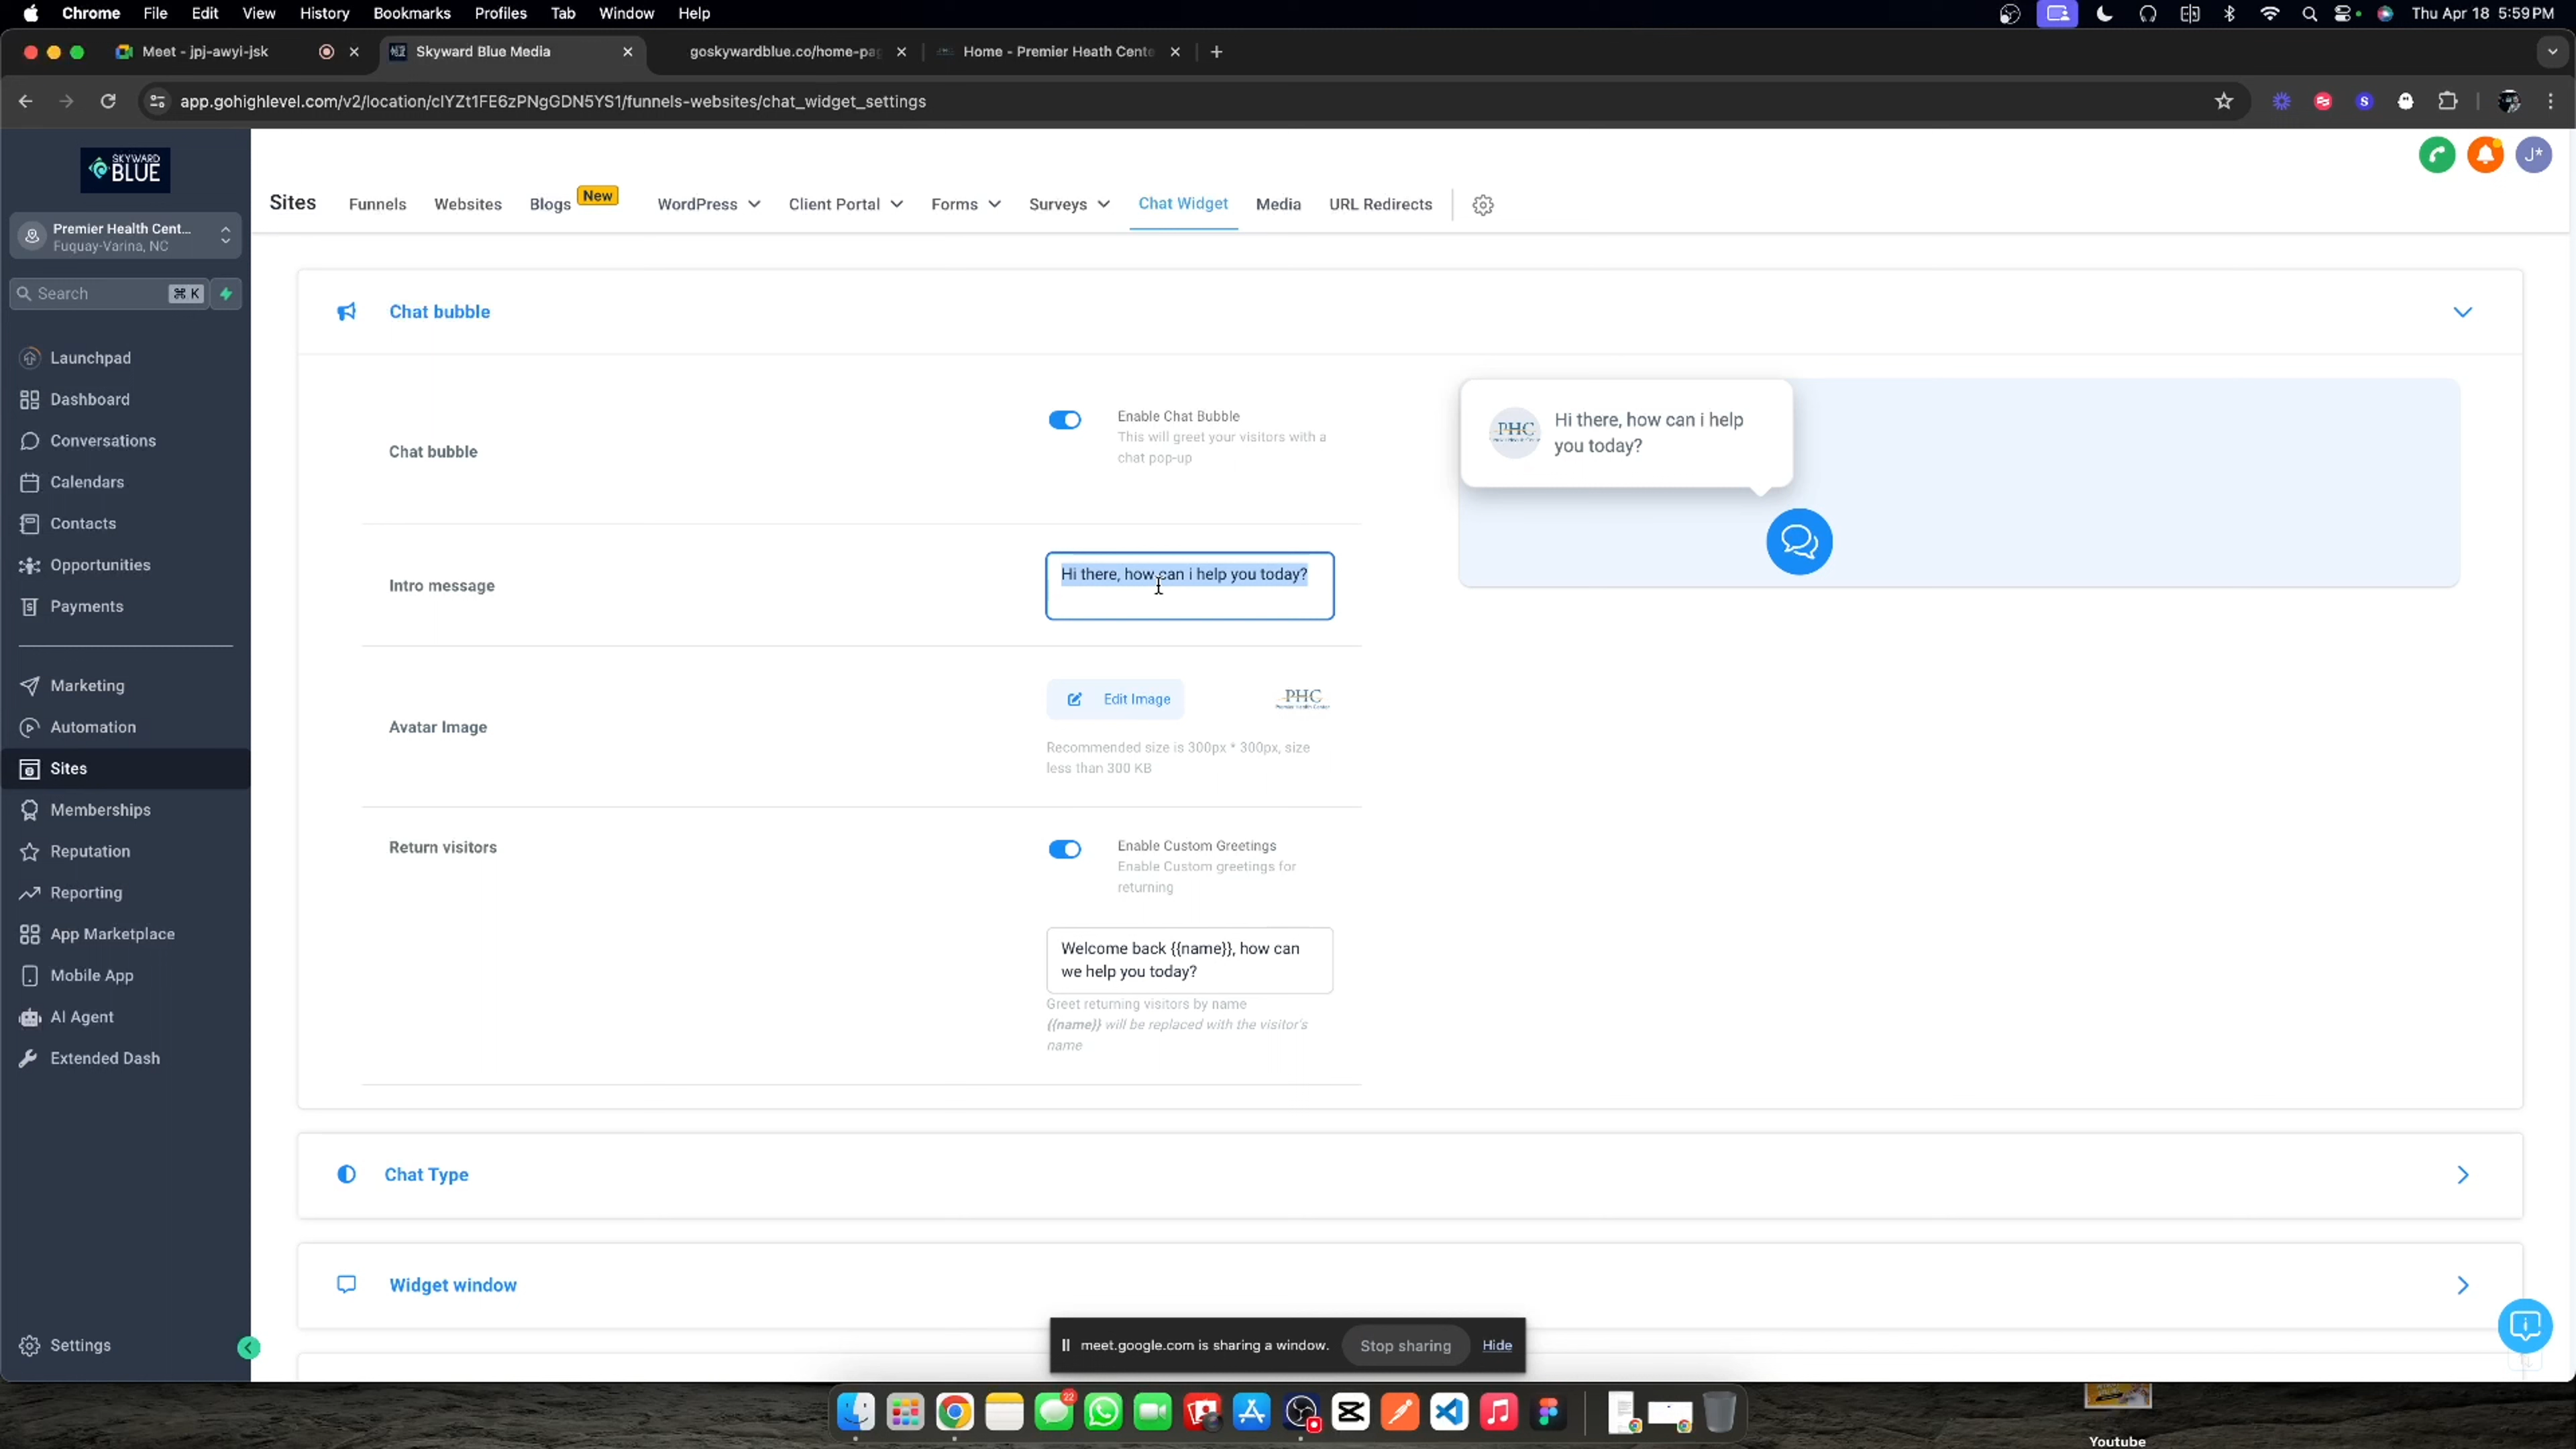 Chrome File Edit View History Bookmarks Profiles Tab Window Help
Thu Apr 18 5:59 PM
Meet - jpj-awyi-jsk
Skyward Blue Media
goskywardblue.co/home-pag
Home - Premier Heath Cente
app.gohighlevel.com/v2/location/cIYZt1FE6zPNgGDN5YS1/funnels-websites/chat_widget_settings
SKYWARD
BLUE
Premier Health Cent...
Fuquay-Varina, NC
Search ⌘ K
Launchpad
Dashboard
Conversations
Calendars
Contacts
Opportunities
Payments
Marketing
Automation
Sites
Memberships
Reputation
Reporting
App Marketplace
Mobile App
AI Agent
Extended Dash
Settings
J*
Sites Funnels Websites Blogs New WordPress Client Portal Forms Surveys Chat Widget Media URL Redirects
Chat bubble
Chat bubble
Enable Chat Bubble
This will greet your visitors with a
chat pop-up
Intro message
Hi there, how can i help you today?
Avatar Image
Edit Image
PHC
Premier Health Center
Recommended size is 300px * 300px, size
less than 300 KB
Return visitors
Enable Custom Greetings
Enable Custom greetings for
returning
Welcome back {{name}}, how can
we help you today?
Greet returning visitors by name
{{name}} will be replaced with the visitor's
name
PHC
Hi there, how can i help
you today?
Chat Type
Widget window
meet.google.com is sharing a window.
Stop sharing
Hide
22
Youtube